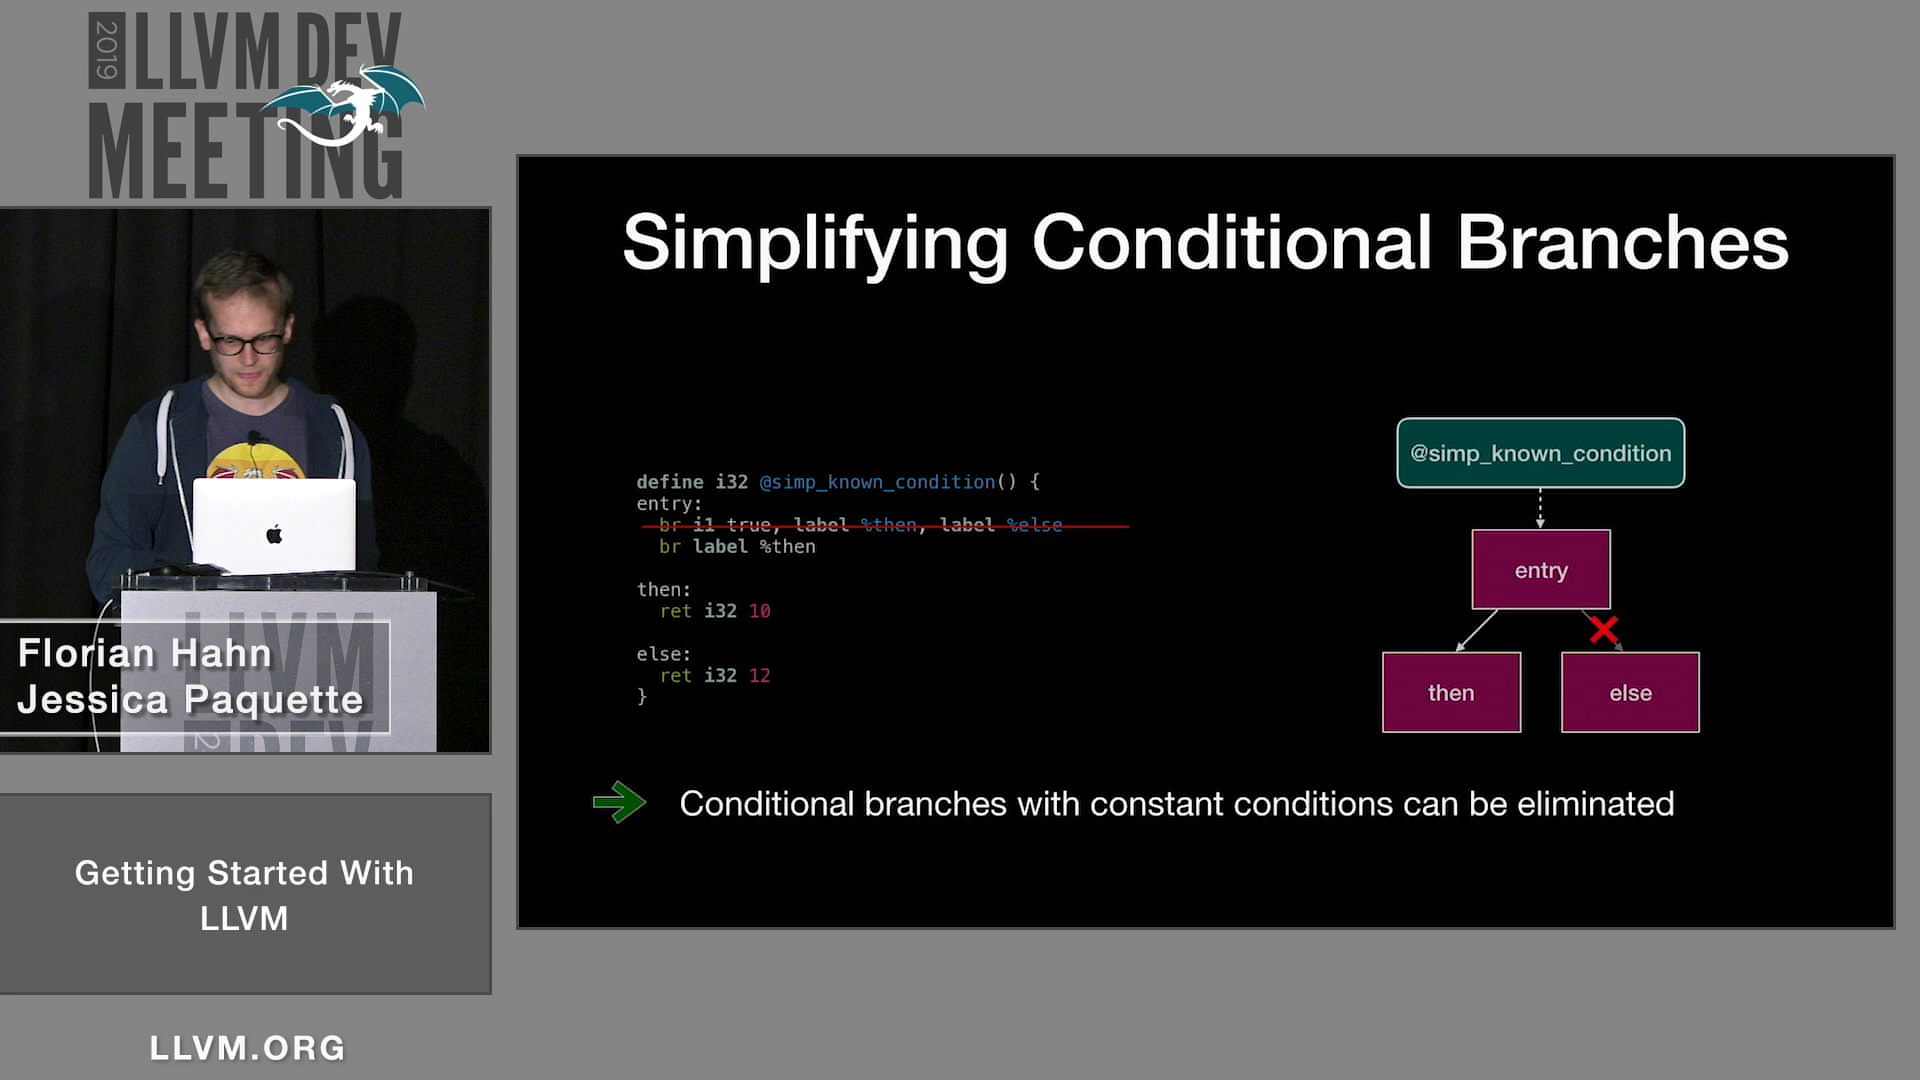 2019
LLVM DEV
MEETING
Simplifying Conditional Branches
define i32 @simp_known_condition() {
entry:
br i1 true, label %then, label %else
br label %then
then:
ret i32 10
else:
ret i32 12
}
@simp_known_condition
entry
then
else
Conditional branches with constant conditions can be eliminated
Florian Hahn
Jessica Paquette
Getting Started With
LLVM
LLVM.ORG